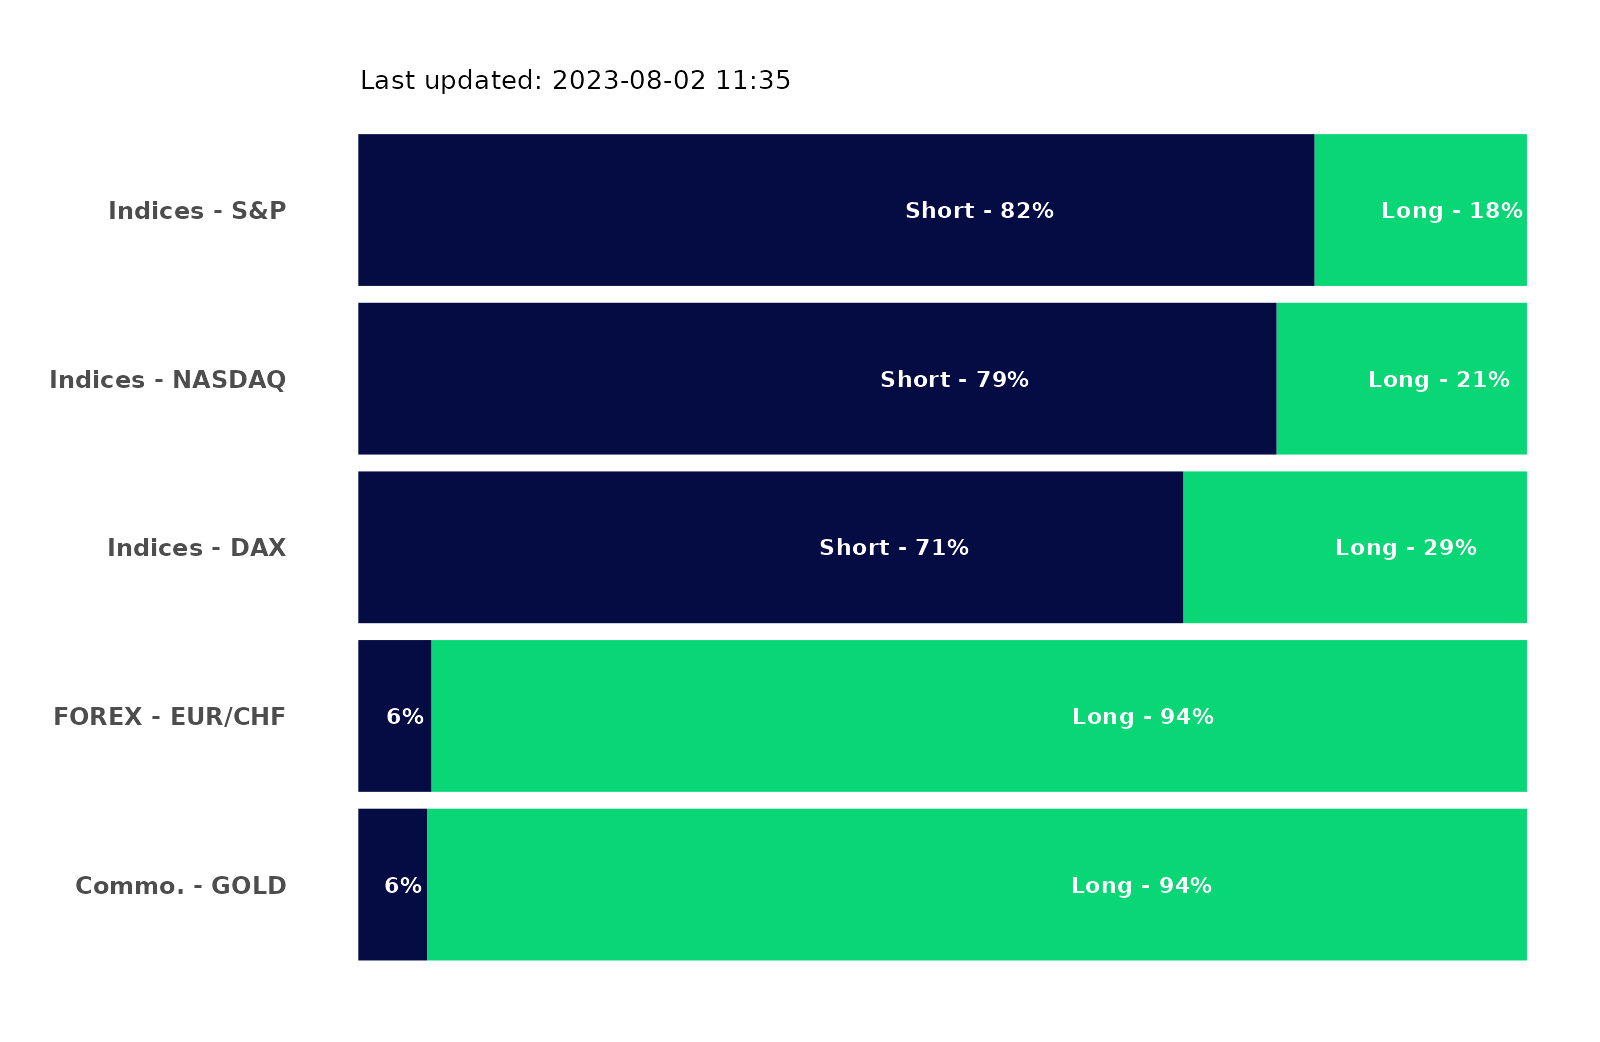 Last updated: 2023-08-02 11:35
Indices - S&P
Short - 82%
Long - 18%
Indices - NASDAQ
Short - 79%
Long - 21%
Indices - DAX
Short - 71%
Long - 29%
FOREX - EUR/CHF
6%
Long - 94%
Commo. - GOLD
6%
Long - 94%